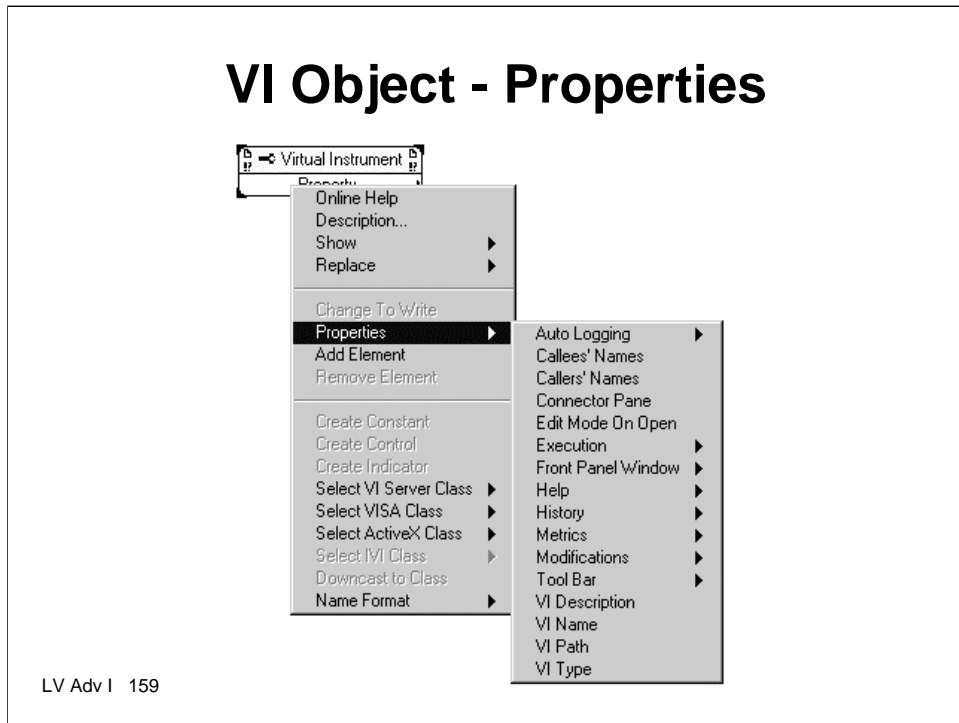 VI Object - Properties
Virtual Instrument
Property
Online Help
Description...
Show
Replace
Change To Write
Properties
Add Element
Remove Element
Create Constant
Create Control
Create Indicator
Select VI Server Class
Select VISA Class
Select ActiveX Class
Select IVI Class
Downcast to Class
Name Format
Auto Logging
Callees' Names
Callers' Names
Connector Pane
Edit Mode On Open
Execution
Front Panel Window
Help
History
Metrics
Modifications
Tool Bar
VI Description
VI Name
VI Path
VI Type
LV Adv I 159